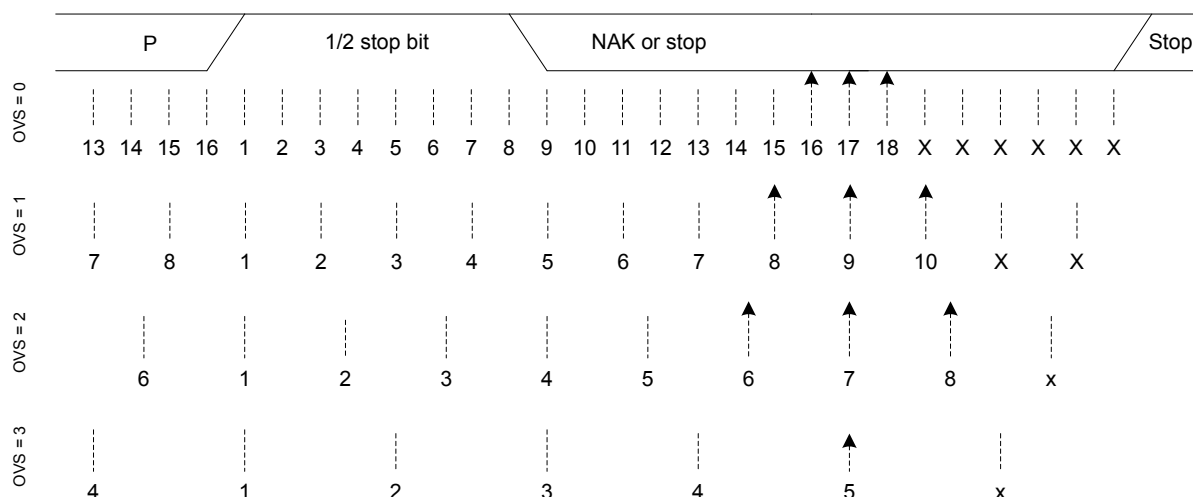 P 1/2 stop bit NAK or stop Stop
OVS = 0
13 14 15 16 1 2 3 4 5 6 7 8 9 10 11 12 13 14 15 16 17 18 X X X X X X
OVS = 1
7 8 1 2 3 4 5 6 7 8 9 10 X X
OVS = 2
6 1 2 3 4 5 6 7 8 x
OVS = 3
4 1 2 3 4 5 x